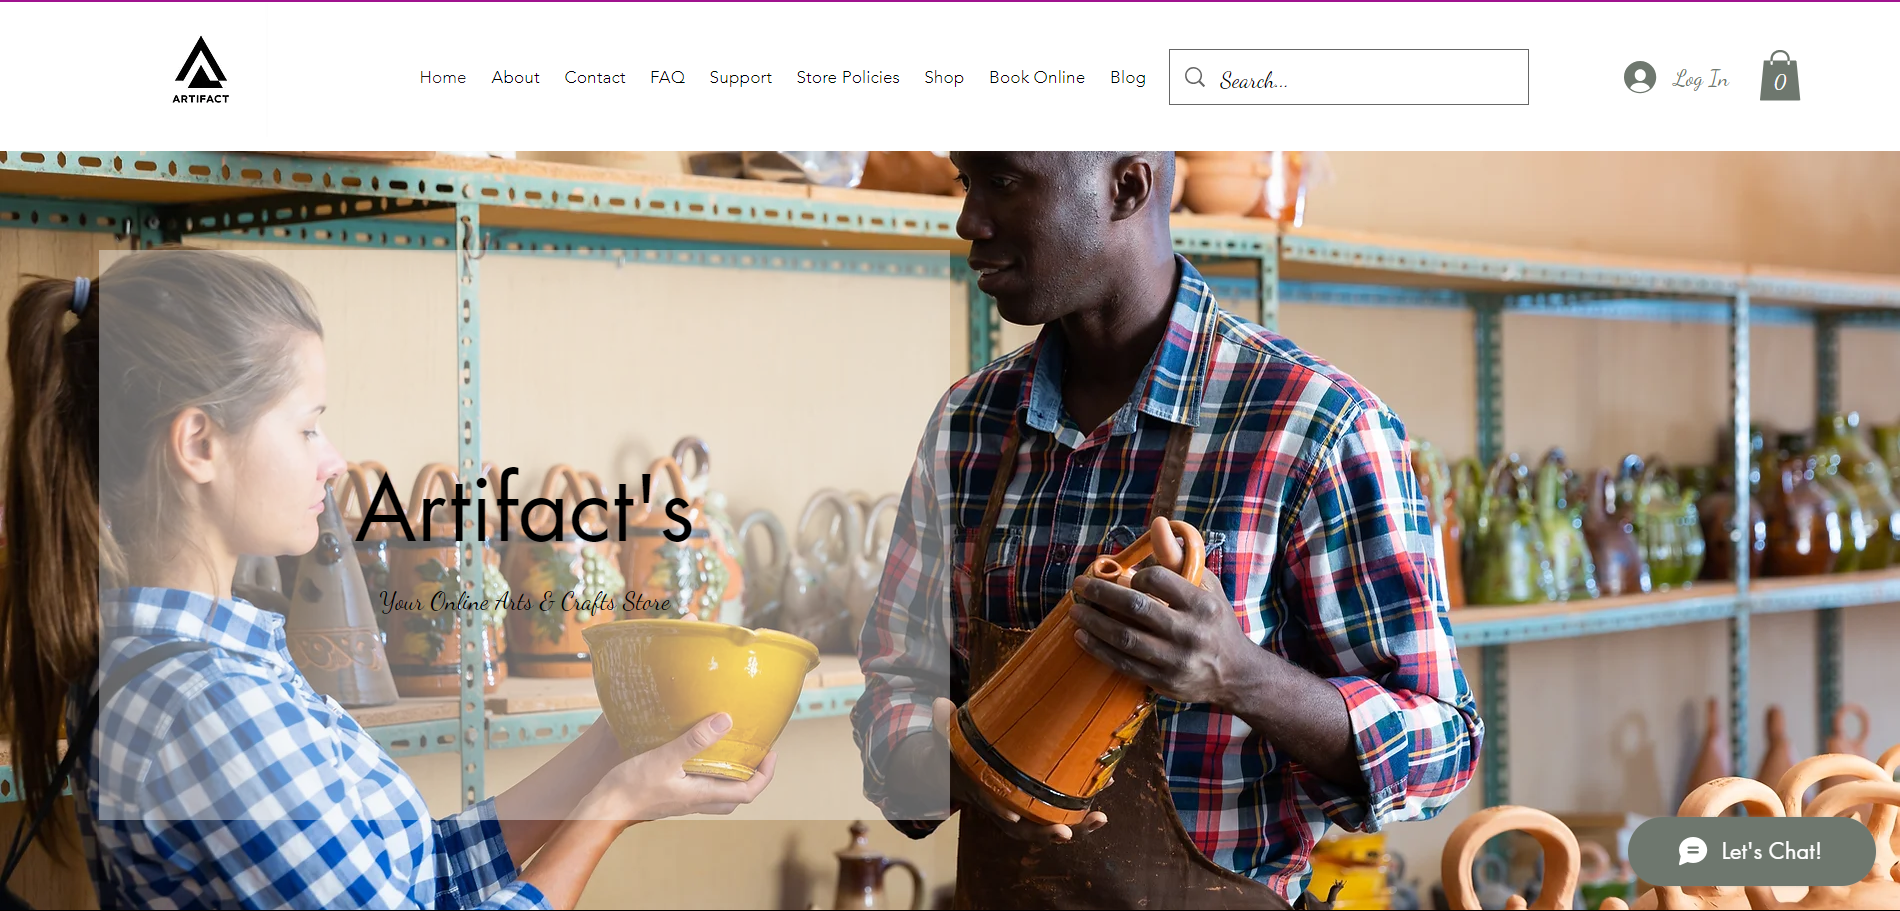 ARTIFACT
Home About Contact FAQ Support Store Policies Shop Book Online Blog Search... Log In 0
Artifact's
Your Online Arts & Crafts Store
Let's Chat!